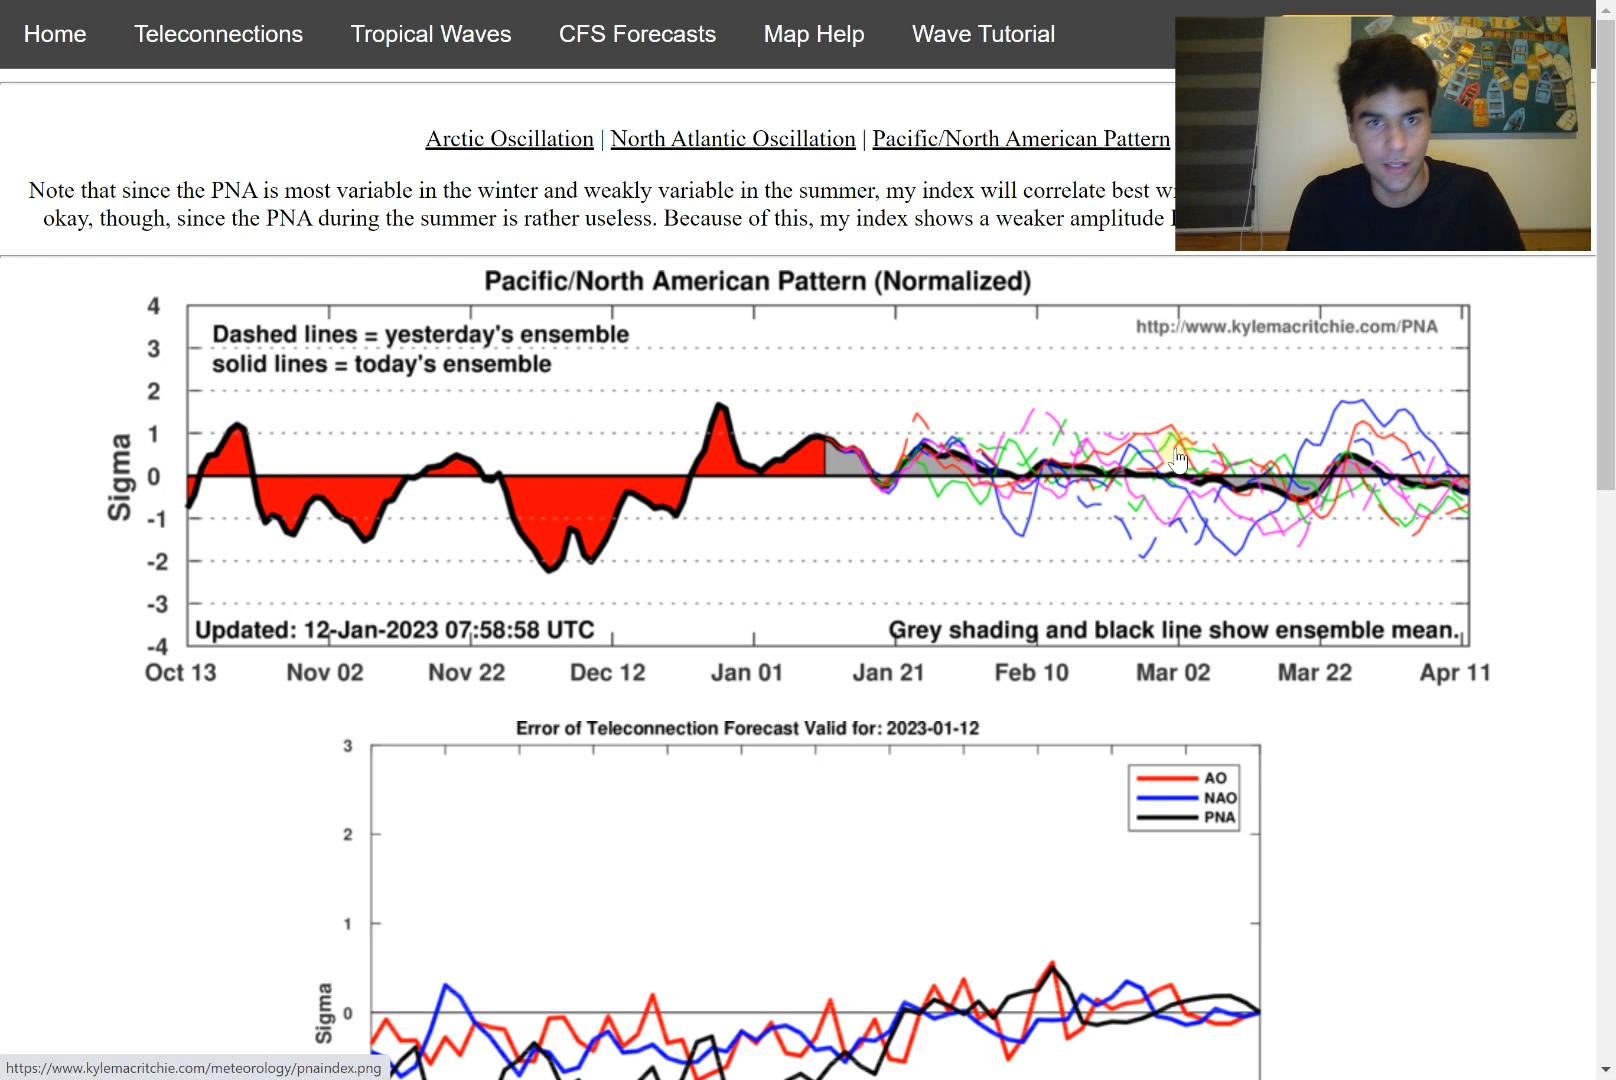 Home Teleconnections Tropical Waves CFS Forecasts Map Help Wave Tutorial
Arctic Oscillation | North Atlantic Oscillation | Pacific/North American Pattern
Note that since the PNA is most variable in the winter and weakly variable in the summer, my index will correlate best
okay, though, since the PNA during the summer is rather useless. Because of this, my index shows a weaker amplitude
Pacific/North American Pattern (Normalized)
Dashed lines = yesterday's ensemble
solid lines = today's ensemble
http://www.kylemacritchie.com/PNA
4
3
2
1
0
-1
-2
-3
-4
Sigma
Updated: 12-Jan-2023 07:58:58 UTC
Grey shading and black line show ensemble mean.
Oct 13 Nov 02 Nov 22 Dec 12 Jan 01 Jan 21 Feb 10 Mar 02 Mar 22 Apr 11
Error of Teleconnection Forecast Valid for: 2023-01-12
3
2
1
0
Sigma
AO
NAO
PNA
https://www.kylemacritchie.com/meteorology/pnaindex.png